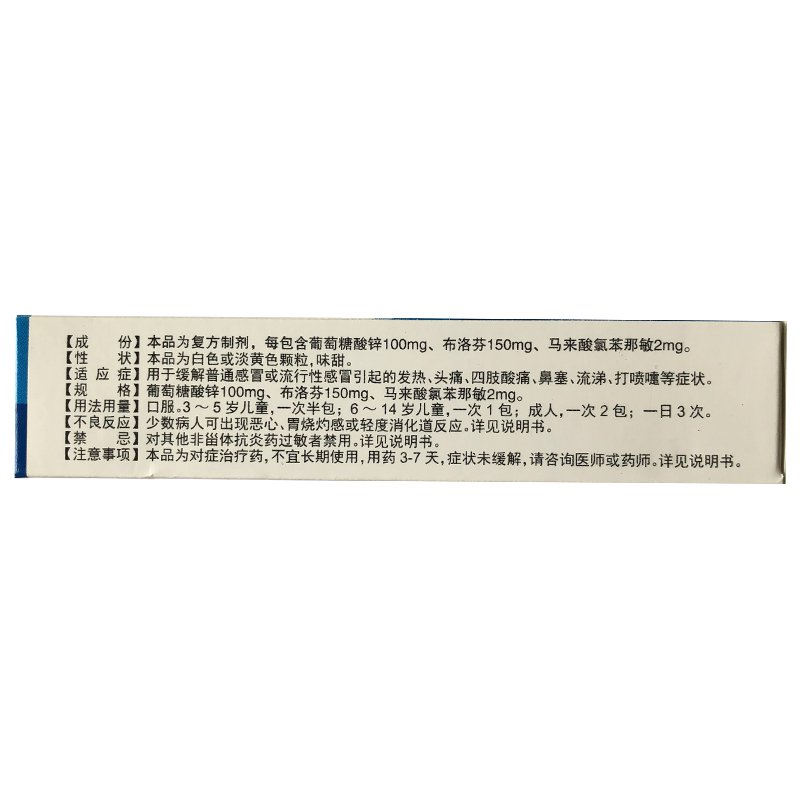 【成 份】本品为复方制剂，每包含葡萄糖酸锌100mg、布洛芬150mg、马来酸氯苯那敏2mg。
【性 状】本品为白色或淡黄色颗粒，味甜。
【适 应 症】用于缓解普通感冒或流行性感冒引起的发热、头痛、四肢酸痛、鼻塞、流涕、打喷嚏等症状。
【规 格】葡萄糖酸锌100mg、布洛芬150mg、马来酸氯苯那敏2mg。
【用法用量】口服。3～5岁儿童，一次半包；6～14岁儿童，一次1包；成人，一次2包；一日3次。
【不良反应】少数病人可出现恶心、胃烧灼感或轻度消化道反应。详见说明书。
【禁 忌】对其他非甾体抗炎药过敏者禁用。详见说明书。
【注意事项】本品为对症治疗药，不宜长期使用，用药3-7天，症状未缓解，请咨询医师或药师。详见说明书。